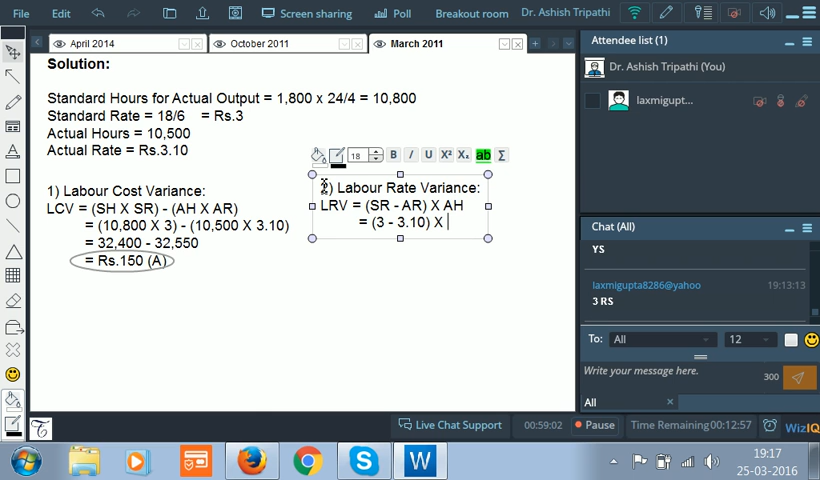 File Edit Menu Screen sharing Poll Breakout room Dr. Ashish Tripathi
April 2014 October 2011 March 2011
Solution:
Standard Hours for Actual Output = 1,800 x 24/4 = 10,800
Standard Rate = 18/6 = Rs.3
Actual Hours = 10,500
Actual Rate = Rs.3.10
18 B I U X² Xₓ ab Σ
1) Labour Cost Variance:
LCV = (SH X SR) - (AH X AR)
= (10,800 X 3) - (10,500 X 3.10)
= 32,400 - 32,550
= Rs.150 (A)
2) Labour Rate Variance:
LRV = (SR - AR) X AH
= (3 - 3.10) X
Attendee list (1)
Dr. Ashish Tripathi (You)
laxmigupt...
Chat (All)
YS
laxmigupta8286@yahoo 19:13:13
3 RS
To: All 12
Write your message here. 300
All x
Live Chat Support 00:59:02 Pause Time Remaining 00:12:57 WizIQ
19:17
25-03-2016